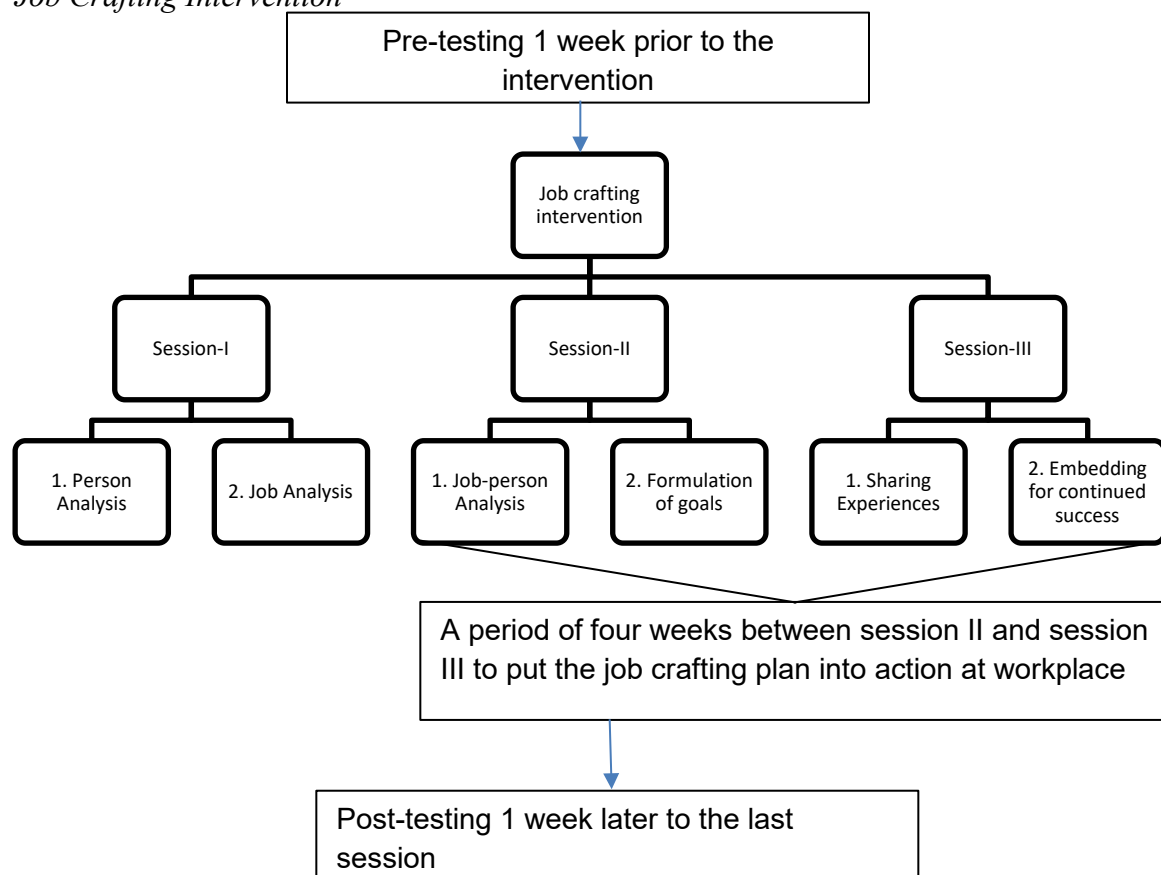 Job Crafting Intervention
Pre-testing 1 week prior to the
intervention
Job crafting
intervention
Session-I
Session-II
Session-III
1. Person
Analysis
2. Job Analysis
1. Job-person
Analysis
2. Formulation
of goals
1. Sharing
Experiences
2. Embedding
for continued
success
A period of four weeks between session II and session
III to put the job crafting plan into action at workplace
Post-testing 1 week later to the last
session